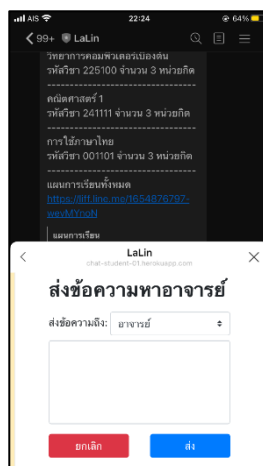 AIS 22:24 64%
99+ LaLin
วิทยาการคอมพิวเตอร์เบื้องต้น
รหัสวิชา 225100 จำนวน 3 หน่วยกิต
----------------------------------
คณิตศาสตร์ 1
รหัสวิชา 241111 จำนวน 3 หน่วยกิต
----------------------------------
การใช้ภาษาไทย
รหัสวิชา 001101 จำนวน 3 หน่วยกิต
----------------------------------
แผนการเรียนทั้งหมด
https://liff.line.me/1654876797-
wevMYnoN
แผนการเรียน
LaLin
chat-student-01.herokuapp.com
ส่งข้อความหาอาจารย์
ส่งข้อความถึง: อาจารย์
ยกเลิก ส่ง